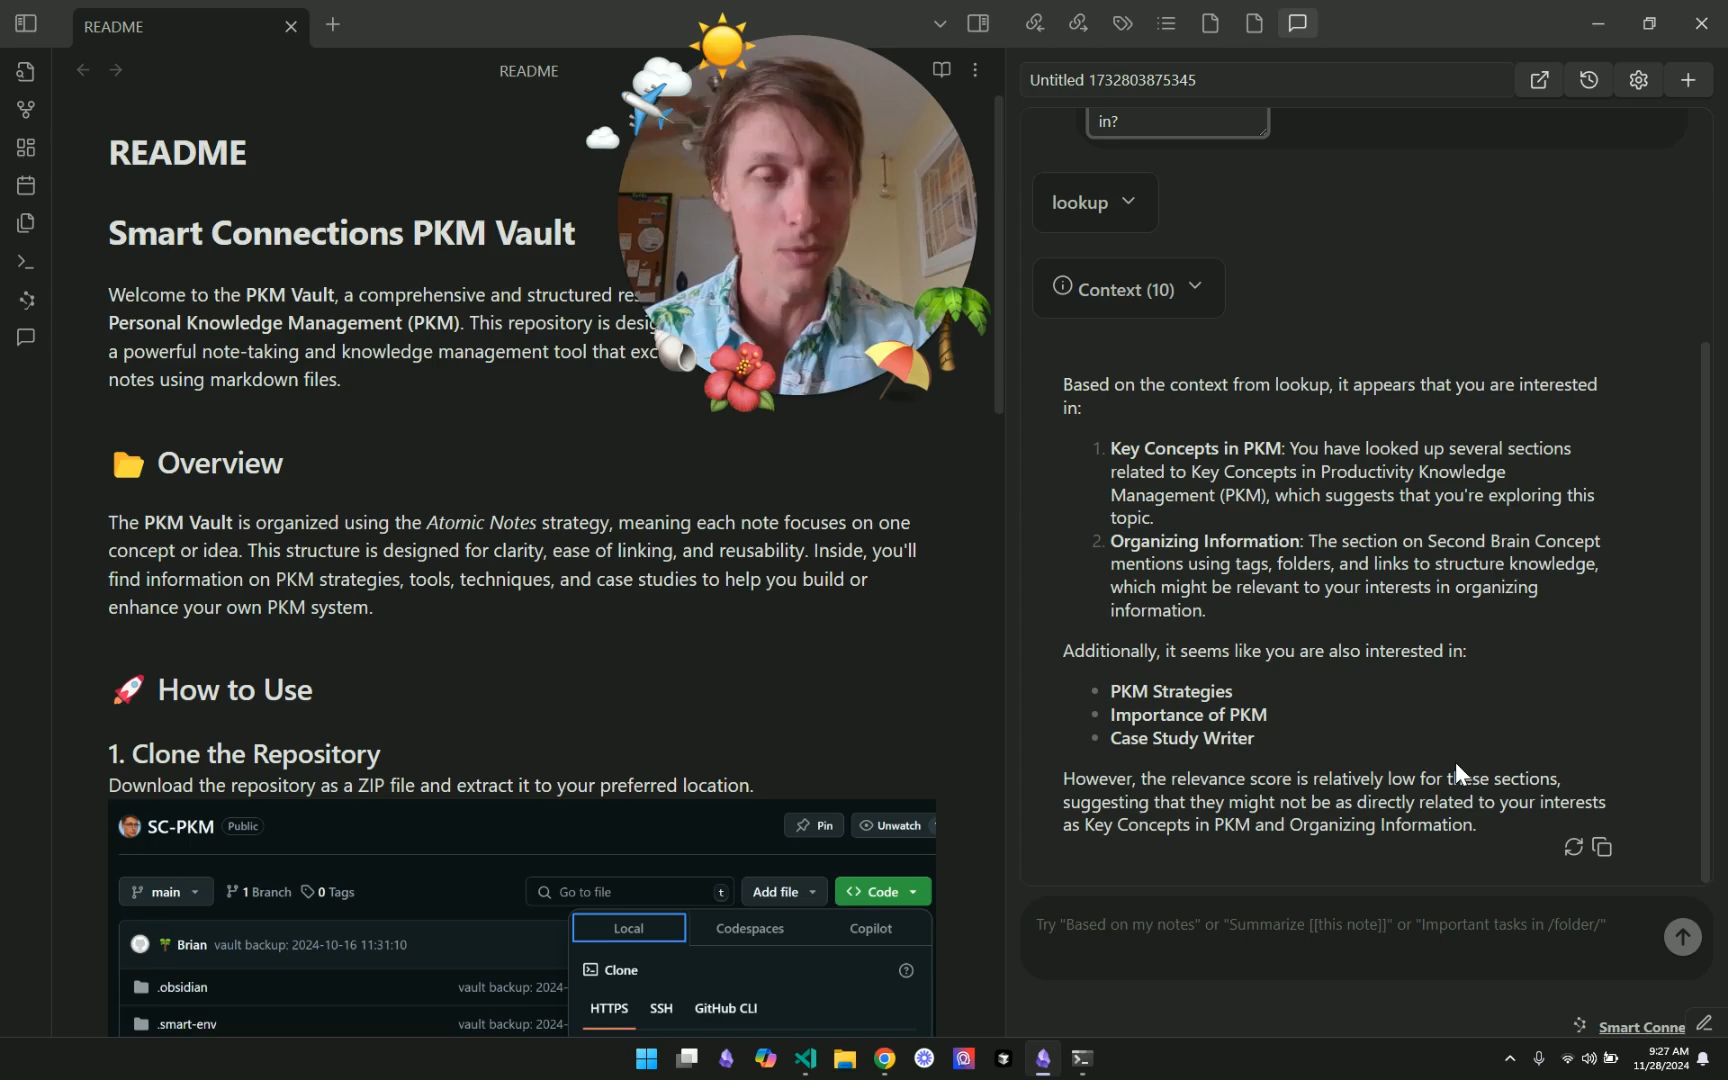 README
README
Untitled 1732803875345
in?
README
lookup
Smart Connections PKM Vault
Context (10)
Welcome to the PKM Vault, a comprehensive and structured
Personal Knowledge Management (PKM). This repository is
a powerful note-taking and knowledge management tool that
notes using markdown files.
Overview
The PKM Vault is organized using the Atomic Notes strategy, meaning each note focuses on one
concept or idea. This structure is designed for clarity, ease of linking, and reusability. Inside, you'll
find information on PKM strategies, tools, techniques, and case studies to help you build or
enhance your own PKM system.
How to Use
1. Clone the Repository
Download the repository as a ZIP file and extract it to your preferred location.
SC-PKM Public
Pin
Unwatch
main
1 Branch
0 Tags
Go to file
t
Add file
Code
Local
Codespaces
Copilot
Brian vault backup: 2024-10-16 11:31:10
Clone
.obsidian
vault backup: 2024-
HTTPS
SSH
GitHub CLI
.smart-env
vault backup: 2024-
Based on the context from lookup, it appears that you are interested
in:
1. Key Concepts in PKM: You have looked up several sections
related to Key Concepts in Productivity Knowledge
Management (PKM), which suggests that you're exploring this
topic.
2. Organizing Information: The section on Second Brain Concept
mentions using tags, folders, and links to structure knowledge,
which might be relevant to your interests in organizing
information.
Additionally, it seems like you are also interested in:
• PKM Strategies
• Importance of PKM
• Case Study Writer
However, the relevance score is relatively low for these sections,
suggesting that they might not be as directly related to your interests
as Key Concepts in PKM and Organizing Information.
Try "Based on my notes" or "Summarize [[this note]]" or "Important tasks in /folder/"
Smart Conne
9:27 AM
11/28/2024